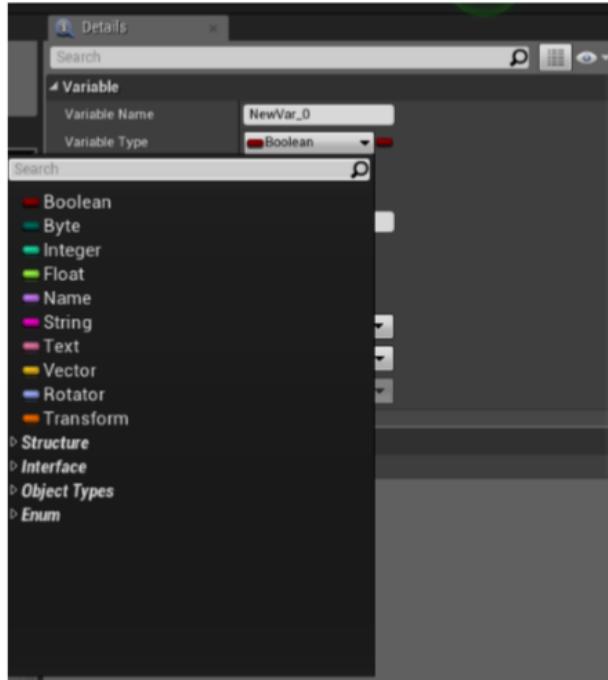 Details
Search
Variable
Variable Name NewVar_0
Variable Type Boolean
Search
Boolean
Byte
Integer
Float
Name
String
Text
Vector
Rotator
Transform
Structure
Interface
Object Types
Enum